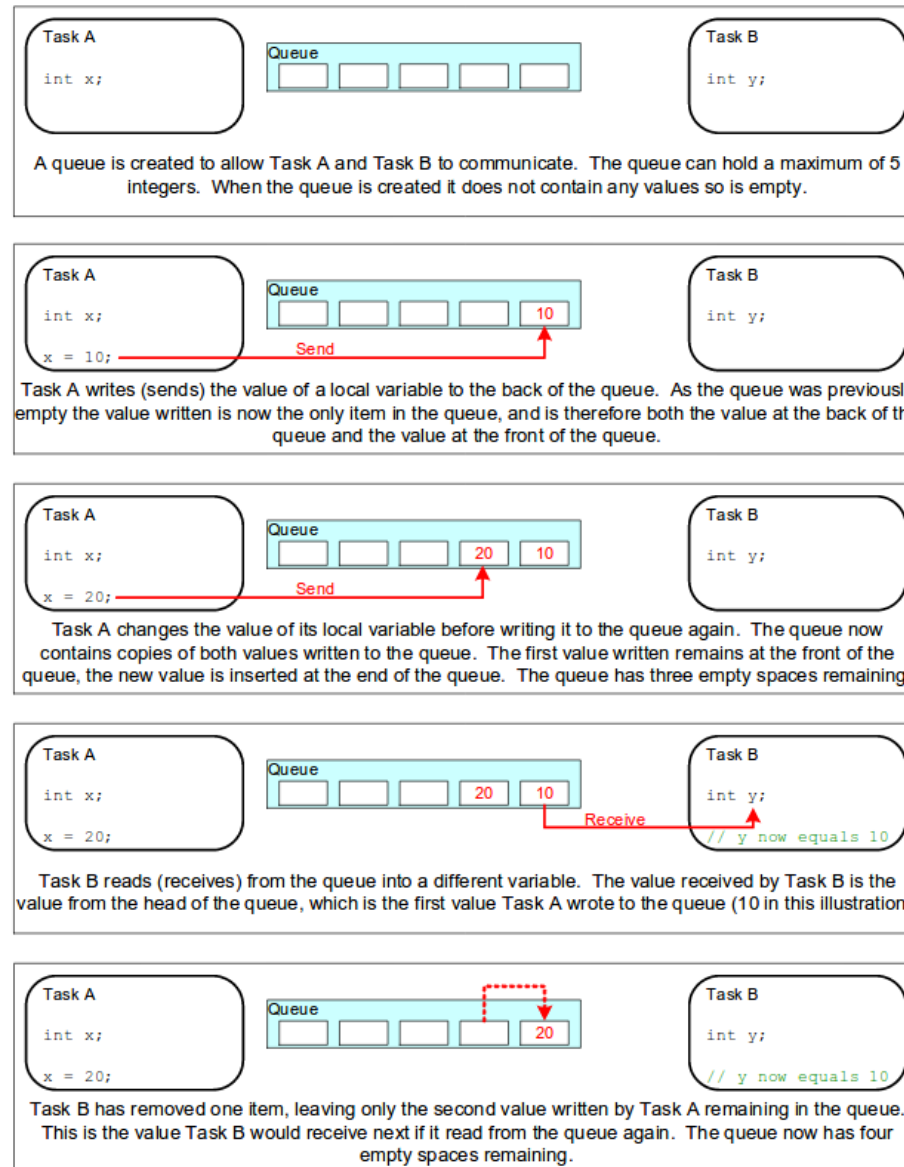 Task A
Queue
Task B
int x;
int y;
A queue is created to allow Task A and Task B to communicate. The queue can hold a maximum of 5
integers. When the queue is created it does not contain any values so is empty.
Task A
Queue
Task B
int x;
10
int y;
x = 10;
Send
Task A writes (sends) the value of a local variable to the back of the queue. As the queue was previousl
empty the value written is now the only item in the queue, and is therefore both the value at the back of th
queue and the value at the front of the queue.
Task A
Queue
Task B
int x;
20 10
int y;
x = 20;
Send
Task A changes the value of its local variable before writing it to the queue again. The queue now
contains copies of both values written to the queue. The first value written remains at the front of the
queue, the new value is inserted at the end of the queue. The queue has three empty spaces remaining
Task A
Queue
Task B
int x;
20 10
int y;
Receive
x = 20;
// y now equals 10
Task B reads (receives) from the queue into a different variable. The value received by Task B is the
value from the head of the queue, which is the first value Task A wrote to the queue (10 in this illustration
Task A
Queue
Task B
int x;
20
int y;
x = 20;
// y now equals 10
Task B has removed one item, leaving only the second value written by Task A remaining in the queue.
This is the value Task B would receive next if it read from the queue again. The queue now has four
empty spaces remaining.